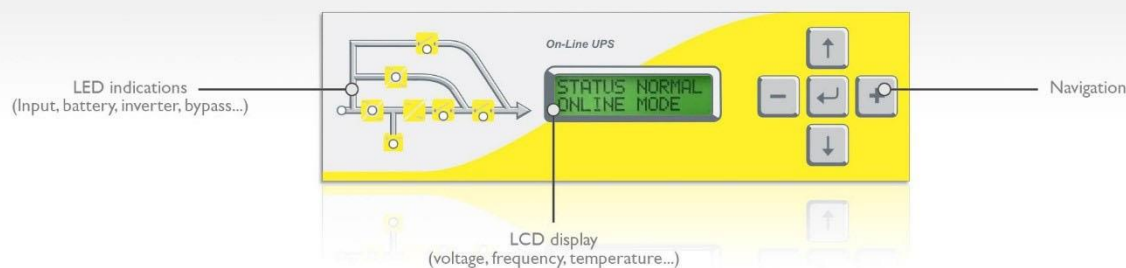 On-Line UPS
LED indications
(Input, battery, inverter, bypass...)
STATUS NORMAL
ONLINE MODE
Navigation
LCD display
(voltage, frequency, temperature...)